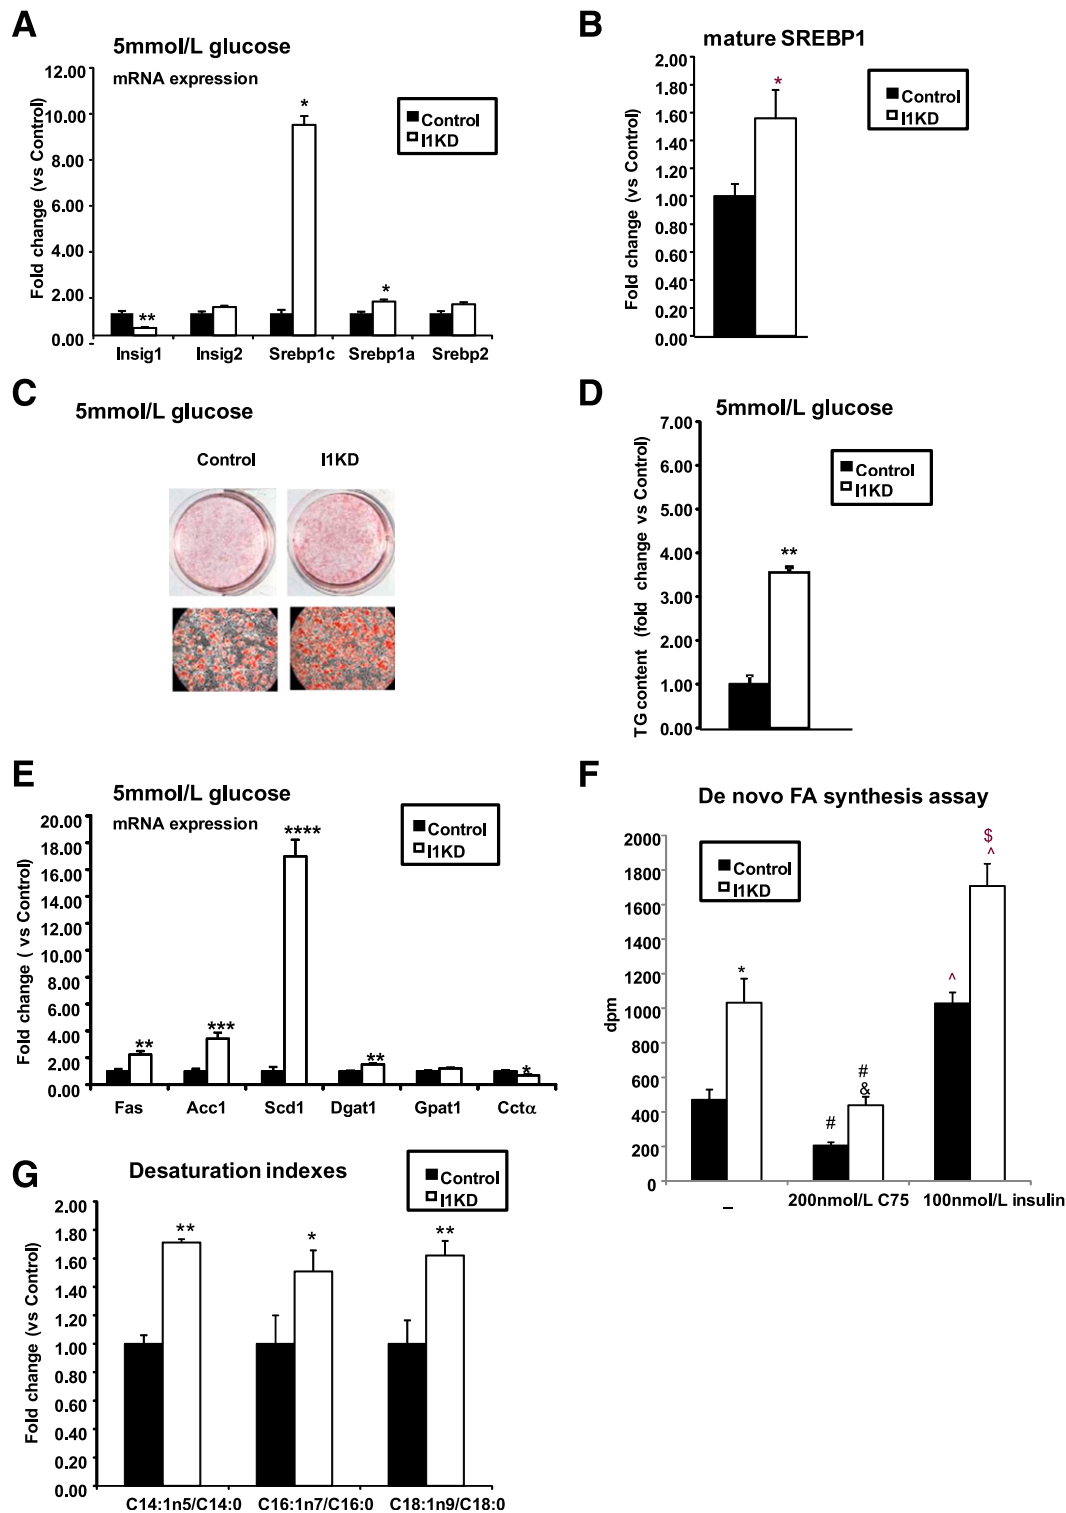 A
5mmol/L glucose
mRNA expression
Fold change (vs Control)
12.00
10.00
8.00
6.00
4.00
2.00
0.00
Control
I1KD
*
**
*
Insig1 Insig2 Srebp1c Srebp1a Srebp2
B
mature SREBP1
Fold change (vs Control)
2.00
1.80
1.60
1.40
1.20
1.00
0.80
0.60
0.40
0.20
0.00
*
Control
I1KD
C
5mmol/L glucose
Control I1KD
D
5mmol/L glucose
TG content (fold change vs Control)
7.00
6.00
5.00
4.00
3.00
2.00
1.00
0.00
Control
I1KD
**
E
5mmol/L glucose
mRNA expression
Fold change ( vs Control)
20.00
18.00
16.00
14.00
12.00
10.00
8.00
6.00
4.00
2.00
0.00
Control
I1KD
** *** **** ** *
Fas Acc1 Scd1 Dgat1 Gpat1 Cctα
F
De novo FA synthesis assay
dpm
2000
1800
1600
1400
1200
1000
800
600
400
200
0
Control
I1KD
*
#
#
&
^
$
^
– 200nmol/L C75 100nmol/L insulin
G
Desaturation indexes
Fold change (vs Control)
2.00
1.80
1.60
1.40
1.20
1.00
0.80
0.60
0.40
0.20
0.00
Control
I1KD
** * **
C14:1n5/C14:0 C16:1n7/C16:0 C18:1n9/C18:0